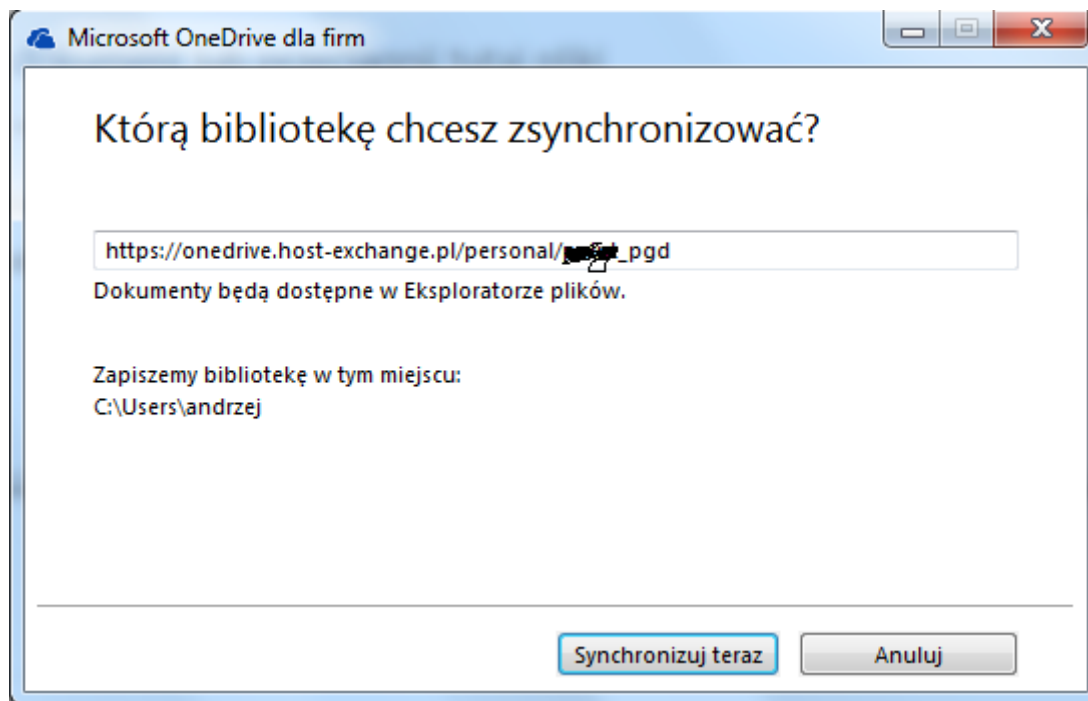 Microsoft OneDrive dla firm
Którą bibliotekę chcesz zsynchronizować?
https://onedrive.host-exchange.pl/personal/_pgd
Dokumenty będą dostępne w Eksploratorze plików.
Zapiszemy bibliotekę w tym miejscu:
C:\Users\andrzej
Synchronizuj teraz
Anuluj